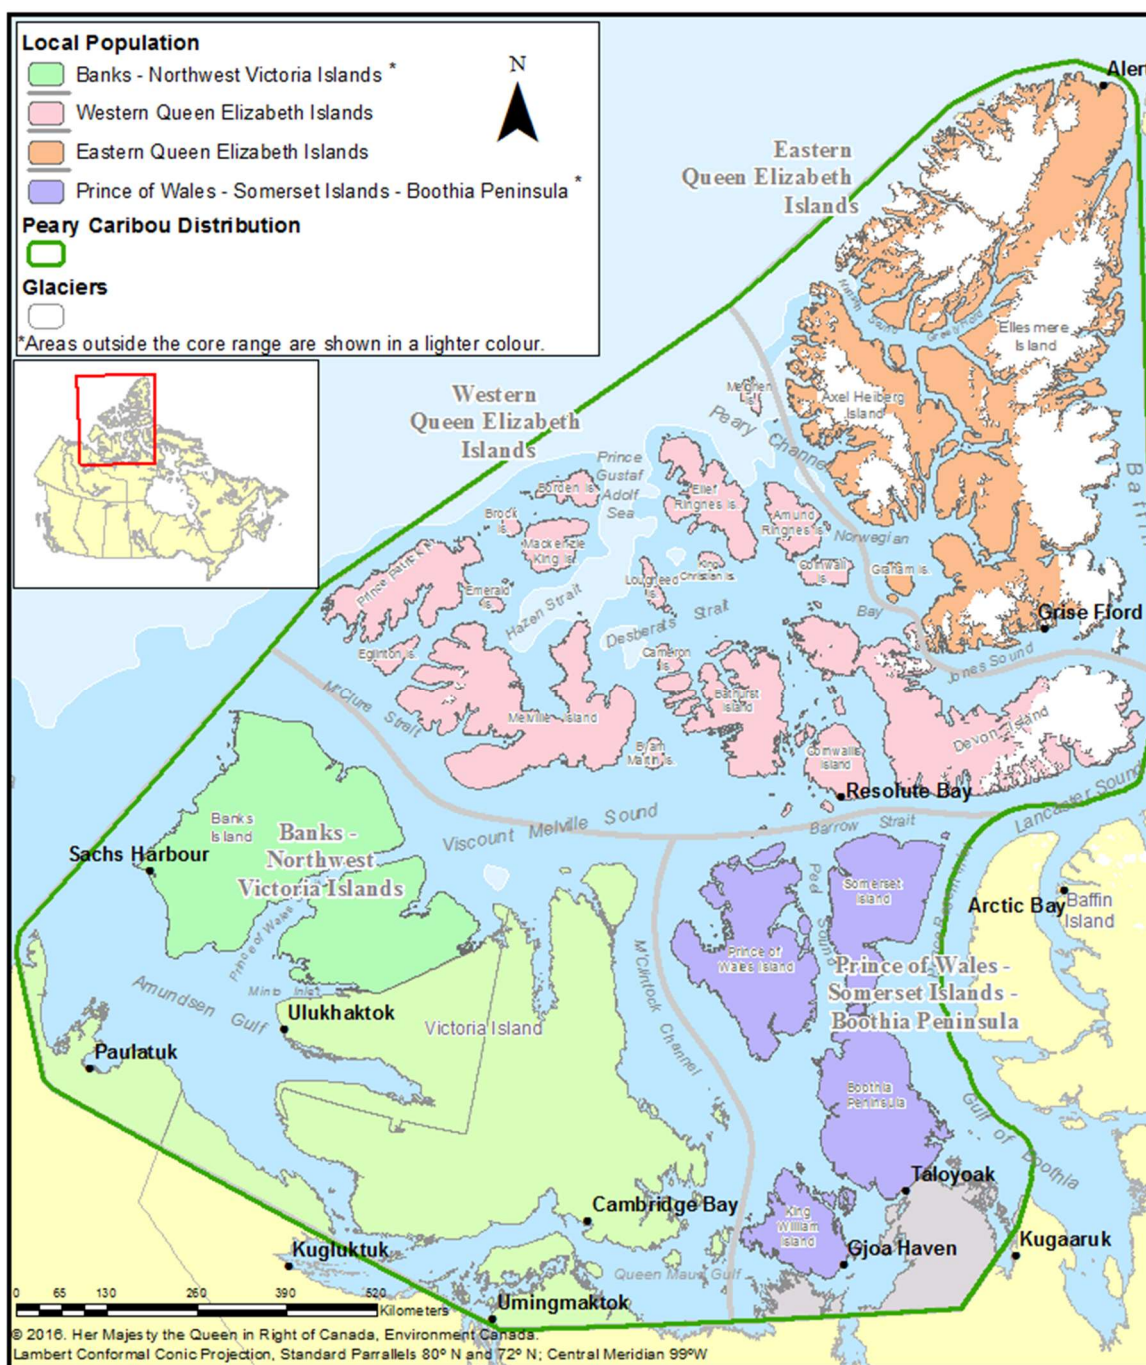 Local Population
Banks - Northwest Victoria Islands *
Western Queen Elizabeth Islands
Eastern Queen Elizabeth Islands
Prince of Wales - Somerset Islands - Boothia Peninsula *
Peary Caribou Distribution
Glaciers
*Areas outside the core range are shown in a lighter colour.
N
Alert
Eastern
Queen Elizabeth
Islands
Greely Fiord
Ellesmere
Island
Western
Queen Elizabeth
Islands
Meighen
Is.
Axel Heiberg
Island
Peary Channel
Prince
Gustaf
Adolf
Sea
Borden Is.
Ellef
Ringnes Is.
Brock
Is.
Amund
Ringnes Is.
Mackenzie
King Is.
Norwegian
Bay
Prince Patrick
King
Christian Is.
Cornwall
Is.
Graham Is.
Lougheed
Is.
Emerald
Is.
Hazen Strait
Desberats Strait
Grise Fiord
Eglinton Is.
Cameron
Is.
Jones Sound
M'Clure Strait
Melville Island
Bathurst
Island
Devon Island
Byam
Martin Is.
Cornwallis
Island
Resolute Bay
Lancaster Sound
Viscount Melville Sound
Barrow Strait
Banks
Island
Banks -
Northwest
Victoria Islands
Sachs Harbour
Peel Sound
Somerset
Island
Arctic Bay
Baffin
Island
Prince of Wales
Prince of
Wales Island
M'Clintock Channel
Prince of Wales -
Somerset Islands -
Boothia Peninsula
Minto Inlet
Amundsen Gulf
Ulukhaktok
Victoria Island
Paulatuk
Boothia
Peninsula
Gulf of Boothia
Taloyoak
Cambridge Bay
King
William
Island
Kugluktuk
Gjoa Haven
Kugaaruk
Queen Maud Gulf
Umingmaktok
0 65 130 260 390 520
Kilometers
© 2016. Her Majesty the Queen in Right of Canada, Environment Canada.
Lambert Conformal Conic Projection, Standard Parrallels 80º N and 72º N; Central Meridian 99ºW